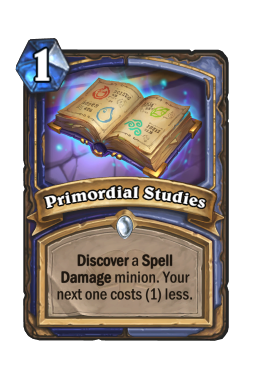 1
Primordial Studies
Discover a Spell
Damage minion. Your
next one costs (1) less.